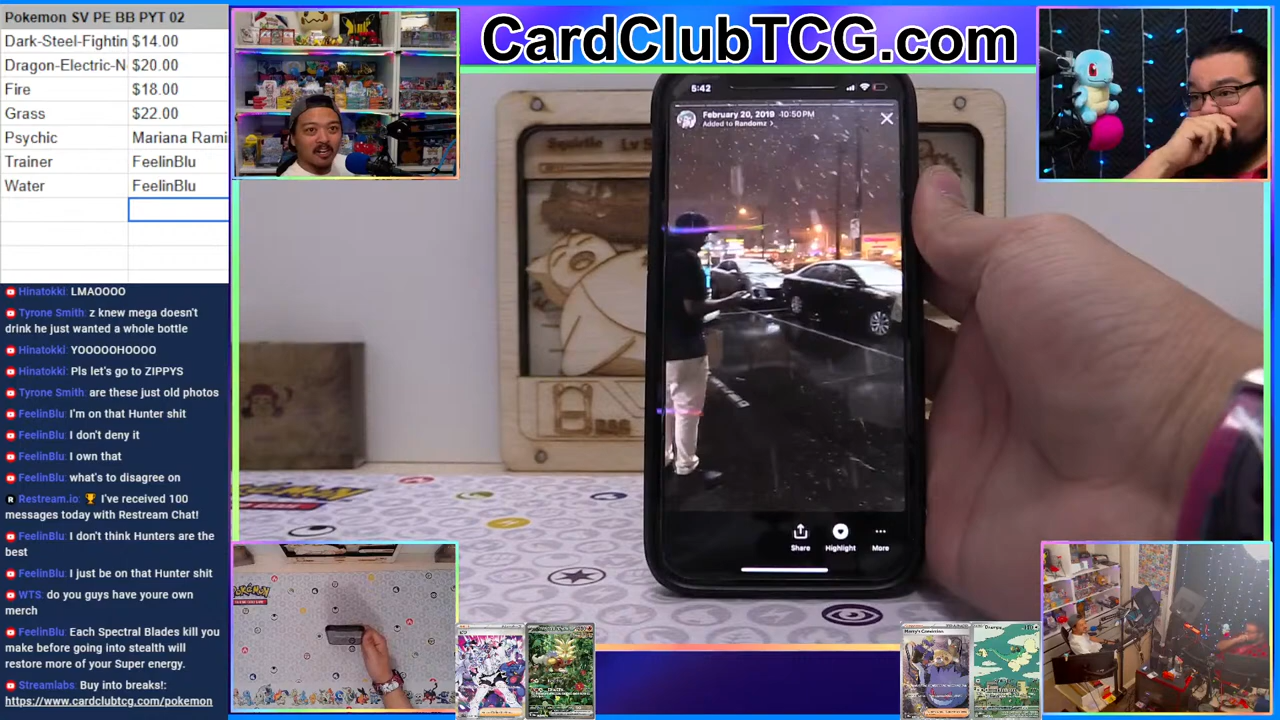 Pokemon SV PE BB PYT 02
Dark-Steel-Fightin $14.00
Dragon-Electric-N $20.00
Fire $18.00
Grass $22.00
Psychic Mariana Rami
Trainer FeelinBlu
Water FeelinBlu
Hinatokki: LMAOOOO
Tyrone Smith: z knew mega doesn't
drink he just wanted a whole bottle
Hinatokki: YOOOOOHOOOO
Hinatokki: Pls let's go to ZIPPYS
Tyrone Smith: are these just old photos
FeelinBlu: I'm on that Hunter shit
FeelinBlu: I don't deny it
FeelinBlu: I own that
FeelinBlu: what's to disagree on
Restream.io: 🏆 I've received 100
messages today with Restream Chat!
FeelinBlu: I don't think Hunters are the
best
FeelinBlu: I just be on that Hunter shit
WTS: do you guys have youre own
merch
FeelinBlu: Each Spectral Blades kill you
make before going into stealth will
restore more of your Super energy.
Streamlabs: Buy into breaks!:
https://www.cardclubtcg.com/pokemon
CardClubTCG.com
Squirtle Lv
5:42
February 20, 2019 10:50 PM
Added to Randomz >
Share Highlight More
POKÉMON